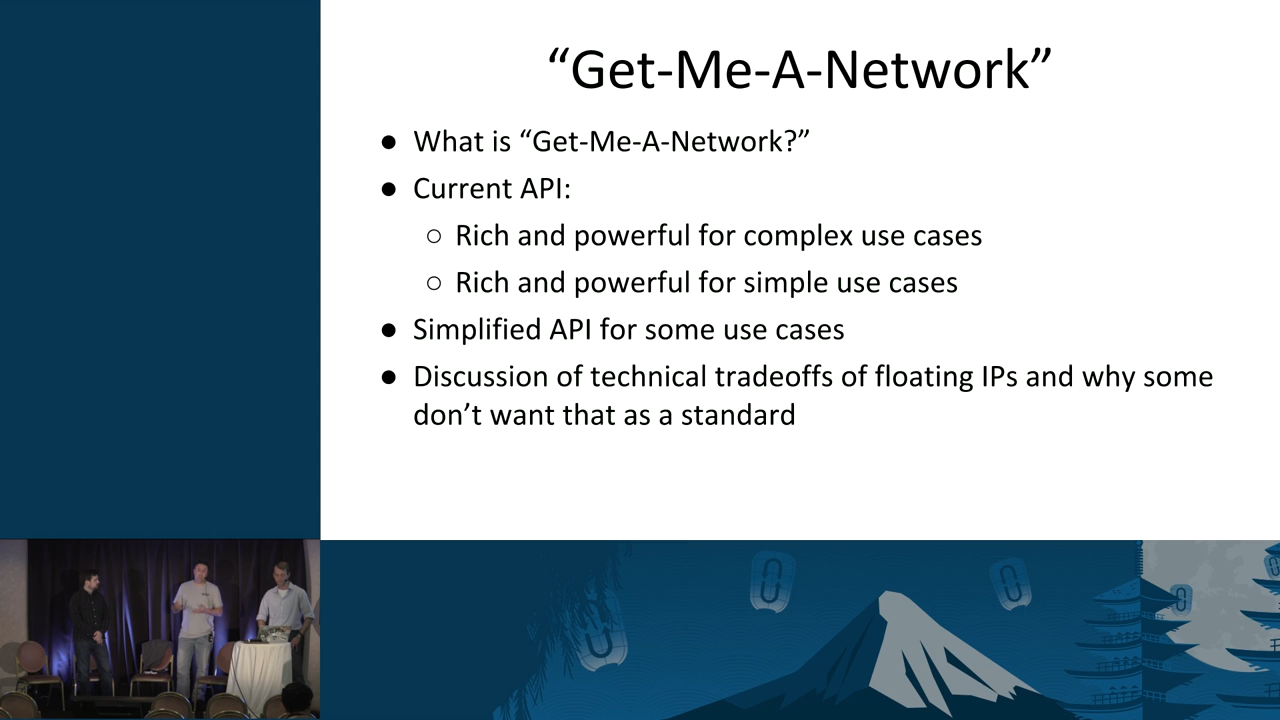 “Get-Me-A-Network”
● What is “Get-Me-A-Network?”
● Current API:
○ Rich and powerful for complex use cases
○ Rich and powerful for simple use cases
● Simplified API for some use cases
● Discussion of technical tradeoffs of floating IPs and why some
don’t want that as a standard